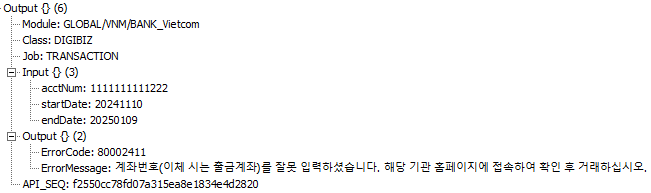 Output {} (6)
Module: GLOBAL/VNM/BANK_Vietcom
Class: DIGIBIZ
Job: TRANSACTION
Input {} (3)
acctNum: 1111111111222
startDate: 20241110
endDate: 20250109
Output {} (2)
ErrorCode: 80002411
ErrorMessage: 계좌번호(이체 시는 출금계좌)를 잘못 입력하셨습니다. 해당 기관 홈페이지에 접속하여 확인 후 거래하십시오.
API_SEQ: f2550cc78fd07a315ea8e1834e4d2820